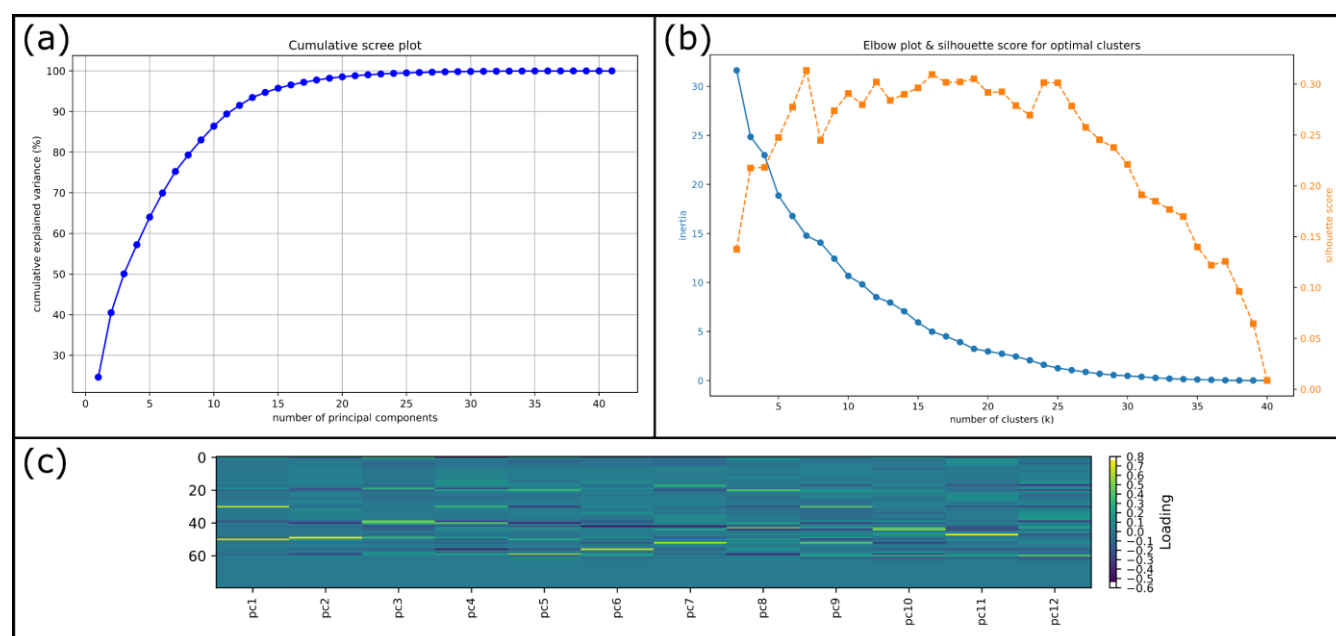 (a)
Cumulative scree plot
100
90
80
70
60
50
40
30
cumulative explained variance (%)
0 5 10 15 20 25 30 35 40
number of principal components
(b)
Elbow plot & silhouette score for optimal clusters
30
25
20
15
10
5
0
inertia
0.30
0.25
0.20
0.15
0.10
0.05
0.00
silhouette score
5 10 15 20 25 30 35 40
number of clusters (k)
(c)
0
20
40
60
pc1 pc2 pc3 pc4 pc5 pc6 pc7 pc8 pc9 pc10 pc11 pc12
0.8
0.7
0.6
0.5
0.4
0.3
0.2
0.1
0.0
−0.1
−0.2
−0.3
−0.4
−0.5
−0.6
Loading